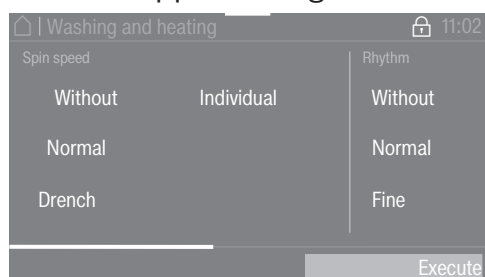 | Washing and heating 11:02
Spin speed Rhythm
Without Individual Without
Normal Normal
Drench Fine
Execute